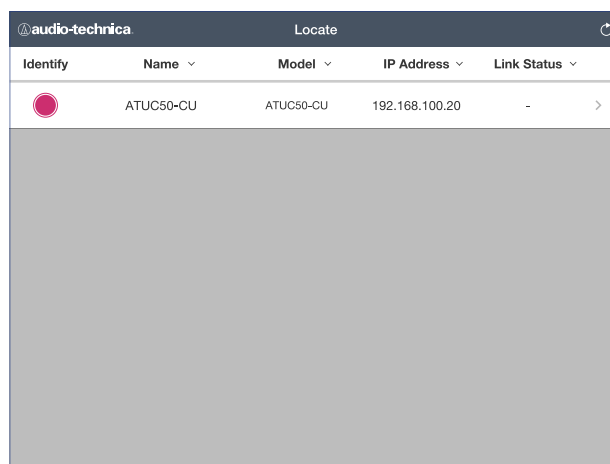 audio-technica.
Locate
Identify Name Model IP Address Link Status
ATUC50-CU ATUC50-CU 192.168.100.20 -